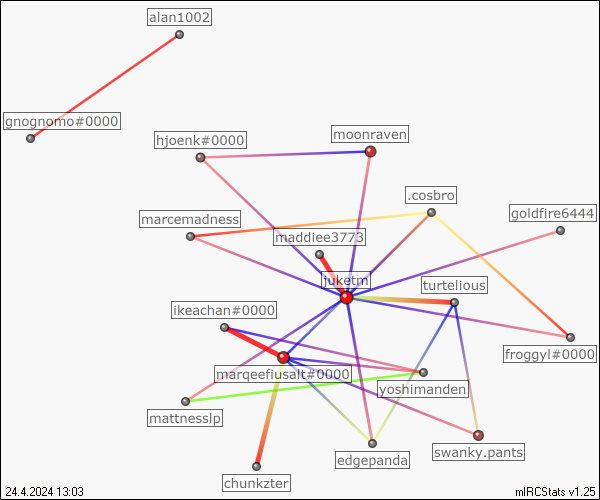 alan1002
gnognomo#0000
moonraven
hjoenk#0000
.cosbro
goldfire6444
marcemadness
maddiee3773
juketm
turtelious
ikeachan#0000
froggyl#0000
marqeefiusalt#0000
yoshimanden
mattnesslp
swanky.pants
edgepanda
chunkzter
24.4.2024 13:03
mIRCStats v1.25